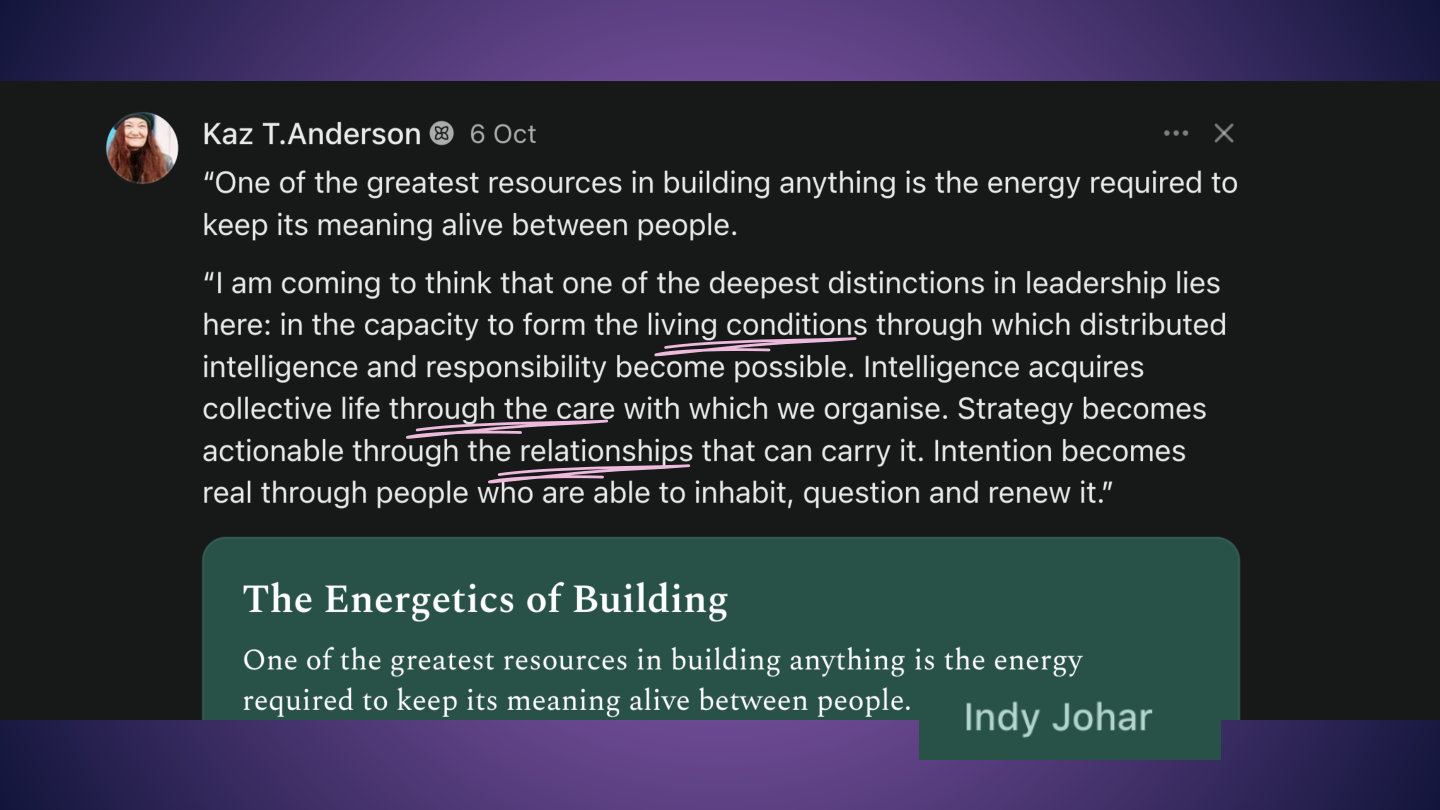 Kaz T.Anderson 6 Oct
“One of the greatest resources in building anything is the energy required to
keep its meaning alive between people.
“I am coming to think that one of the deepest distinctions in leadership lies
here: in the capacity to form the living conditions through which distributed
intelligence and responsibility become possible. Intelligence acquires
collective life through the care with which we organise. Strategy becomes
actionable through the relationships that can carry it. Intention becomes
real through people who are able to inhabit, question and renew it.”
The Energetics of Building
One of the greatest resources in building anything is the energy
required to keep its meaning alive between people.
Indy Johar